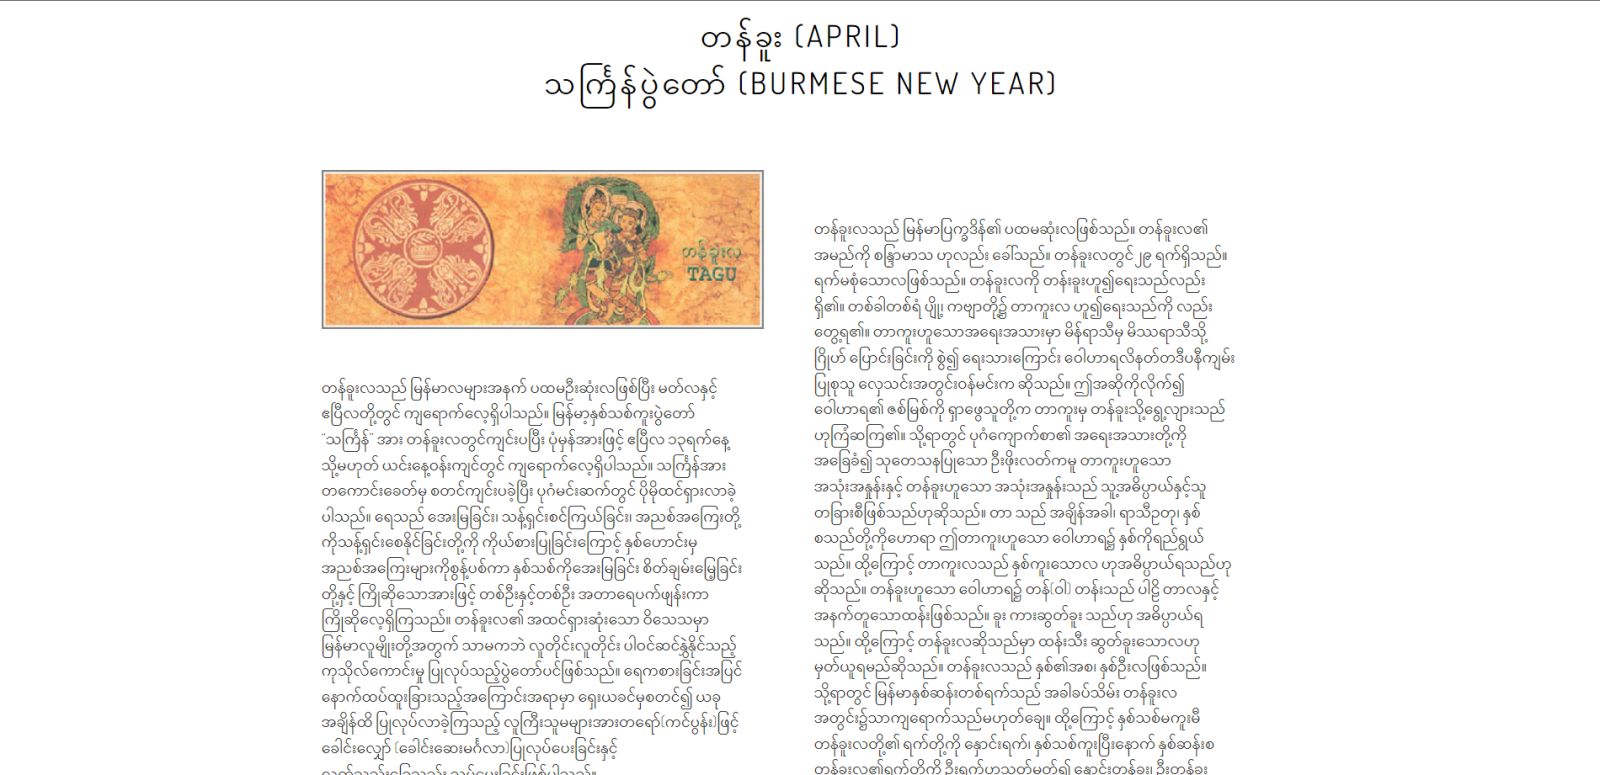 တန်ခူး (APRIL)
သင်္ကြန်ပွဲတော် (BURMESE NEW YEAR)
တန်ခူးလ
TAGU
တန်ခူးလသည် မြန်မာလများအနက် ပထမဦးဆုံးလဖြစ်ပြီး မတ်လနှင့်
ဧပြီလတို့တွင် ကျရောက်လေ့ရှိပါသည်။ မြန်မာ့နှစ်သစ်ကူးပွဲတော်
"သင်္ကြန်" အား တန်ခူးလတွင်ကျင်းပပြီး ပုံမှန်အားဖြင့် ဧပြီလ ၁၃ရက်နေ့
သို့မဟုတ် ယင်းနေ့ဝန်းကျင်တွင် ကျရောက်လေ့ရှိပါသည်။ သင်္ကြန်အား
တကောင်းခေတ်မှ စတင်ကျင်းပခဲ့ပြီး ပုဂံမင်းဆက်တွင် ပိုမိုထင်ရှားလာခဲ့
ပါသည်။ ရေသည် အေးမြခြင်း၊ သန့်ရှင်းစင်ကြယ်ခြင်း၊ အညစ်အကြေးတို့
ကိုသန့်ရှင်းစေနိုင်ခြင်းတို့ကို ကိုယ်စားပြုခြင်းကြောင့် နှစ်ဟောင်းမှ
အညစ်အကြေးများကိုစွန့်ပစ်ကာ နှစ်သစ်ကိုအေးမြခြင်း စိတ်ချမ်းမြေ့ခြင်း
တို့နှင့် ကြိုဆိုသောအားဖြင့် တစ်ဦးနှင့်တစ်ဦး အတာရေပက်ဖျန်းကာ
ကြိုဆိုလေ့ရှိကြသည်။ တန်ခူးလ၏ အထင်ရှားဆုံးသော ဝိသေသမှာ
မြန်မာလူမျိုးတို့အတွက် သာမကဘဲ လူတိုင်းလူတိုင်း ပါဝင်ဆင်နွှဲနိုင်သည့်
ကုသိုလ်ကောင်းမှု ပြုလုပ်သည့်ပွဲတော်ပင်ဖြစ်သည်။ ရေကစားခြင်းအပြင်
နောက်ထပ်ထူးခြားသည့်အကြောင်းအရာမှာ ရှေးယခင်မှစတင်၍ ယခု
အချိန်ထိ ပြုလုပ်လာခဲ့ကြသည့် လူကြီးသူမများအားတရော်(ကင်ပွန်း)ဖြင့်
ခေါင်းလျှော် (ခေါင်းဆေးမင်္ဂလာ)ပြုလုပ်ပေးခြင်းနှင့်
တန်ခူးလသည် မြန်မာပြက္ခဒိန်၏ ပထမဆုံးလဖြစ်သည်။ တန်ခူးလ၏
အမည်ကို စန္ဒြာမာသ ဟုလည်း ခေါ်သည်။ တန်ခူးလတွင်၂၉ ရက်ရှိသည်။
ရက်မစုံသောလဖြစ်သည်။ တန်ခူးလကို တန်းခူးဟူ၍ရေးသည်လည်း
ရှိ၏။ တစ်ခါတစ်ရံ ပျို့၊ ကဗျာတို့၌ တာကူးလ ဟူ၍ရေးသည်ကို လည်း
တွေ့ရ၏။ တာကူးဟူသောအရေးအသားမှာ မိန်ရာသီမှ မိဿရာသီသို့
ဂြိုဟ် ပြောင်းခြင်းကို စွဲ၍ ရေးသားကြောင်း ဝေါဟာရလိနတ်တဒီပနီကျမ်း
ပြုစုသူ လှေသင်းအတွင်းဝန်မင်းက ဆိုသည်။ ဤအဆိုကိုလိုက်၍
ဝေါဟာရ၏ ဇစ်မြစ်ကို ရှာဖွေသူတို့က တာကူးမှ တန်ခူးသို့ရွေ့လျားသည်
ဟုကြံဆကြ၏။ သို့ရာတွင် ပုဂံကျောက်စာ၏ အရေးအသားတို့ကို
အခြေခံ၍ သုတေသနပြုသော ဦးဖိုးလတ်ကမူ တာကူးဟူသော
အသုံးအနှုန်းနှင့် တန်ခူးဟူသော အသုံးအနှုန်းသည် သူ့အဓိပ္ပာယ်နှင့်သူ
တခြားစီဖြစ်သည်ဟုဆိုသည်။ တာ သည် အချိန်အခါ၊ ရာသီဥတု၊ နှစ်
စသည်တို့ကိုဟောရာ ဤတာကူးဟူသော ဝေါဟာရ၌ နှစ်ကိုရည်ရွယ်
သည်။ ထို့ကြောင့် တာကူးလသည် နှစ်ကူးသောလ ဟုအဓိပ္ပာယ်ရသည်ဟု
ဆိုသည်။ တန်ခူးဟူသော ဝေါဟာရ၌ တန်(ဝါ) တန်းသည် ပါဠိ တာလနှင့်
အနက်တူသောထန်းဖြစ်သည်။ ခူး ကားဆွတ်ခူး သည်ဟု အဓိပ္ပာယ်ရ
သည်။ ထို့ကြောင့် တန်ခူးလဆိုသည်မှာ ထန်းသီး ဆွတ်ခူးသောလဟု
မှတ်ယူရမည်ဆိုသည်။ တန်ခူးလသည် နှစ်၏အစ၊ နှစ်ဦးလဖြစ်သည်။
သို့ရာတွင် မြန်မာနှစ်ဆန်းတစ်ရက်သည် အခါခပ်သိမ်း တန်ခူးလ
အတွင်း၌သာကျရောက်သည်မဟုတ်ချေ။ ထို့ကြောင့် နှစ်သစ်မကူးမီ
တန်ခူးလတို့၏ ရက်တို့ကို နှောင်းရက်၊ နှစ်သစ်ကူးပြီးနောက် နှစ်ဆန်းစ
တန်ခူးလ၏ရက်တို့ကို ဦးရက်ဟုသတ်မှတ်၍ နှောင်းတန်ခူး၊ ဦးတန်ခူး